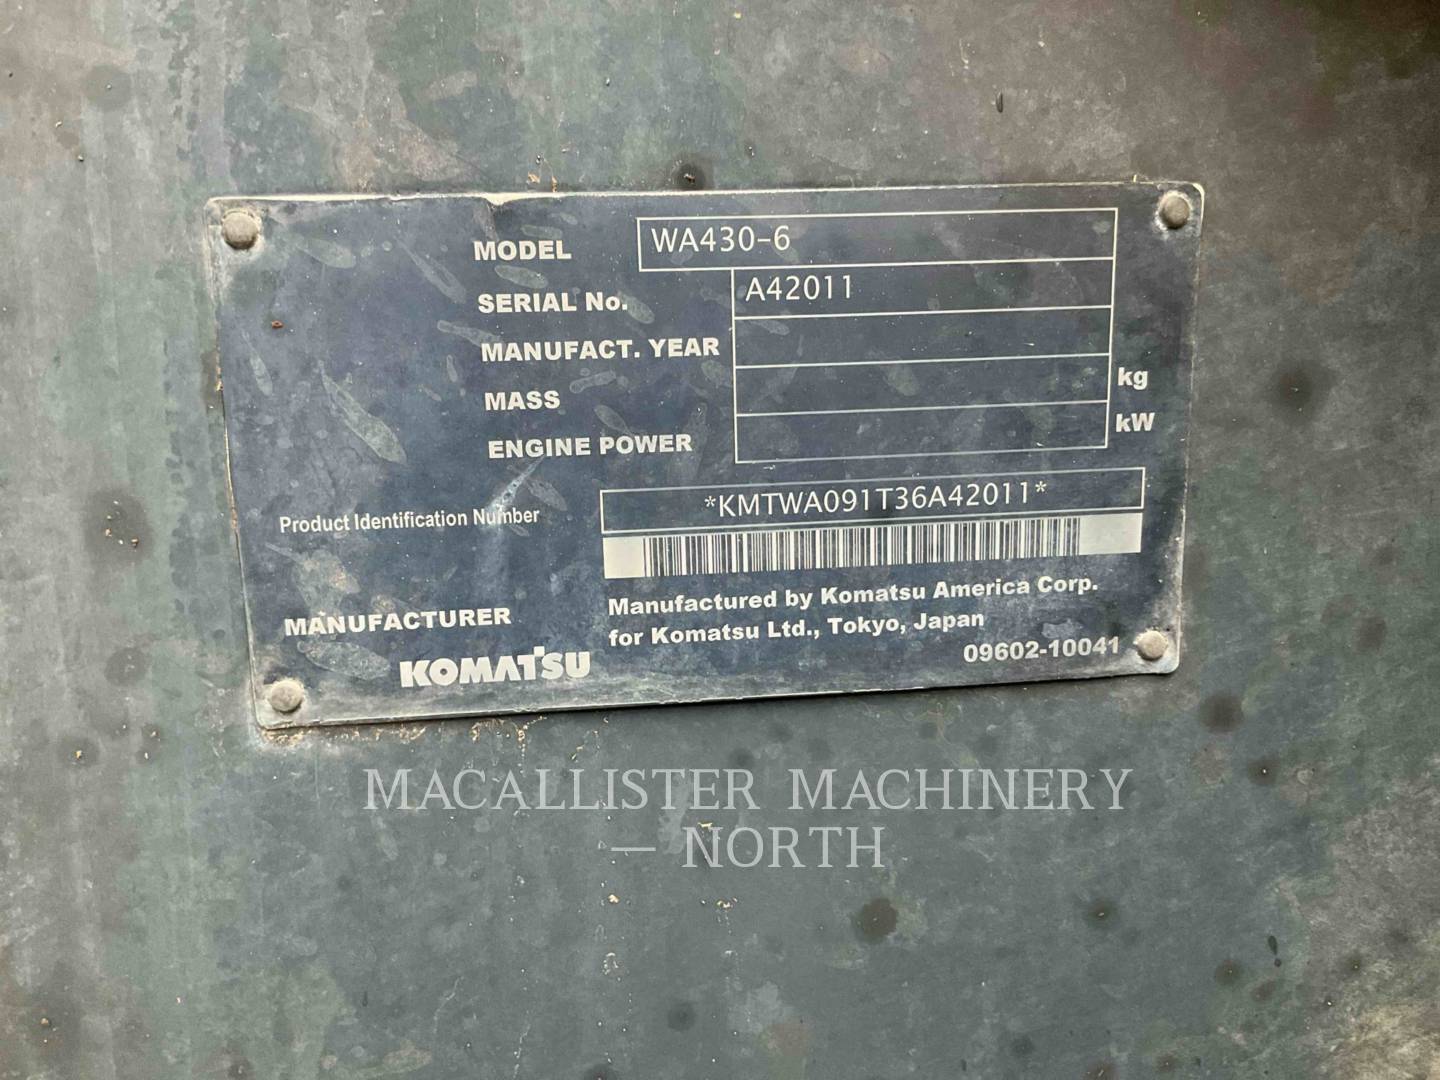 MODEL WA430-6
SERIAL No. A42011
MANUFACT. YEAR
MASS kg
ENGINE POWER kW
Product Identification Number *KMTWA091T36A42011*
MANUFACTURER Manufactured by Komatsu America Corp.
for Komatsu Ltd., Tokyo, Japan
KOMATSU 09602-10041
MACALLISTER MACHINERY
— NORTH